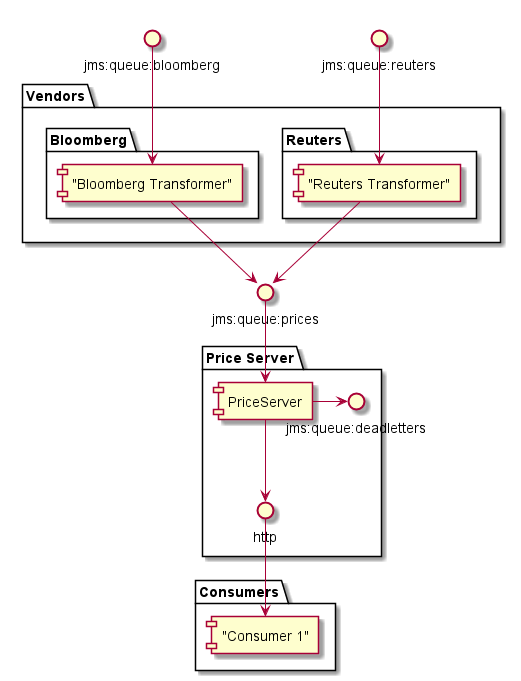 jms:queue:bloomberg
jms:queue:reuters
Vendors
Bloomberg
Reuters
"Bloomberg Transformer"
"Reuters Transformer"
jms:queue:prices
Price Server
PriceServer
jms:queue:deadletters
http
Consumers
"Consumer 1"